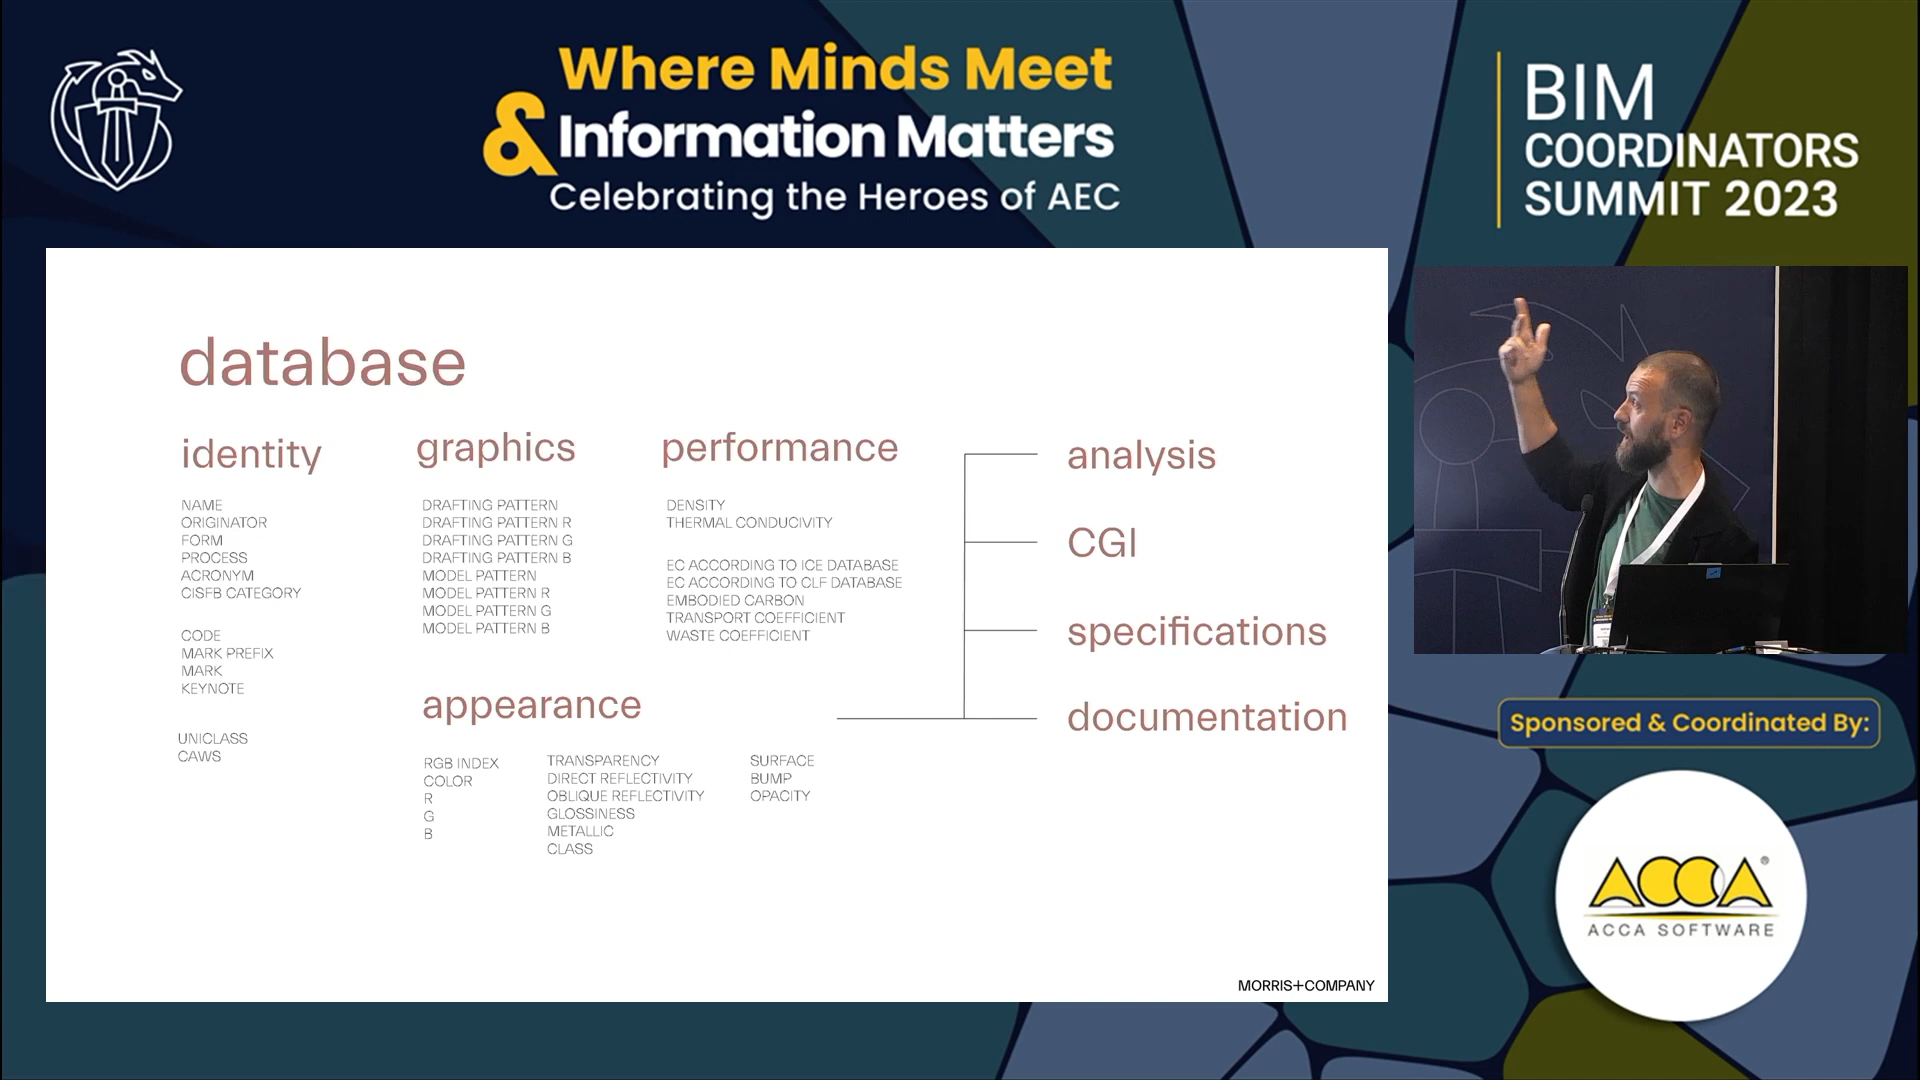 Where Minds Meet
& Information Matters
Celebrating the Heroes of AEC
BIM
COORDINATORS
SUMMIT 2023
database
identity
NAME
ORIGINATOR
FORM
PROCESS
ACRONYM
CISFB CATEGORY
CODE
MARK PREFIX
MARK
KEYNOTE
UNICLASS
CAWS
graphics
DRAFTING PATTERN
DRAFTING PATTERN R
DRAFTING PATTERN G
DRAFTING PATTERN B
MODEL PATTERN
MODEL PATTERN R
MODEL PATTERN G
MODEL PATTERN B
performance
DENSITY
THERMAL CONDUCIVITY
EC ACCORDING TO ICE DATABASE
EC ACCORDING TO CLF DATABASE
EMBODIED CARBON
TRANSPORT COEFFICIENT
WASTE COEFFICIENT
appearance
RGB INDEX
COLOR
R
G
B
TRANSPARENCY
DIRECT REFLECTIVITY
OBLIQUE REFLECTIVITY
GLOSSINESS
METALLIC
CLASS
SURFACE
BUMP
OPACITY
analysis
CGI
specifications
documentation
MORRIS+COMPANY
Sponsored & Coordinated By:
ACCA®
ACCA SOFTWARE